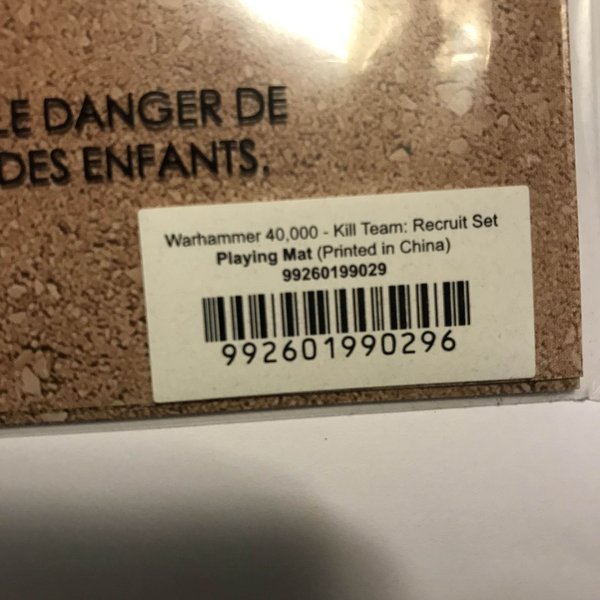 LE DANGER DE
DES ENFANTS.
Warhammer 40,000 - Kill Team: Recruit Set
Playing Mat (Printed in China)
99260199029
992601990296